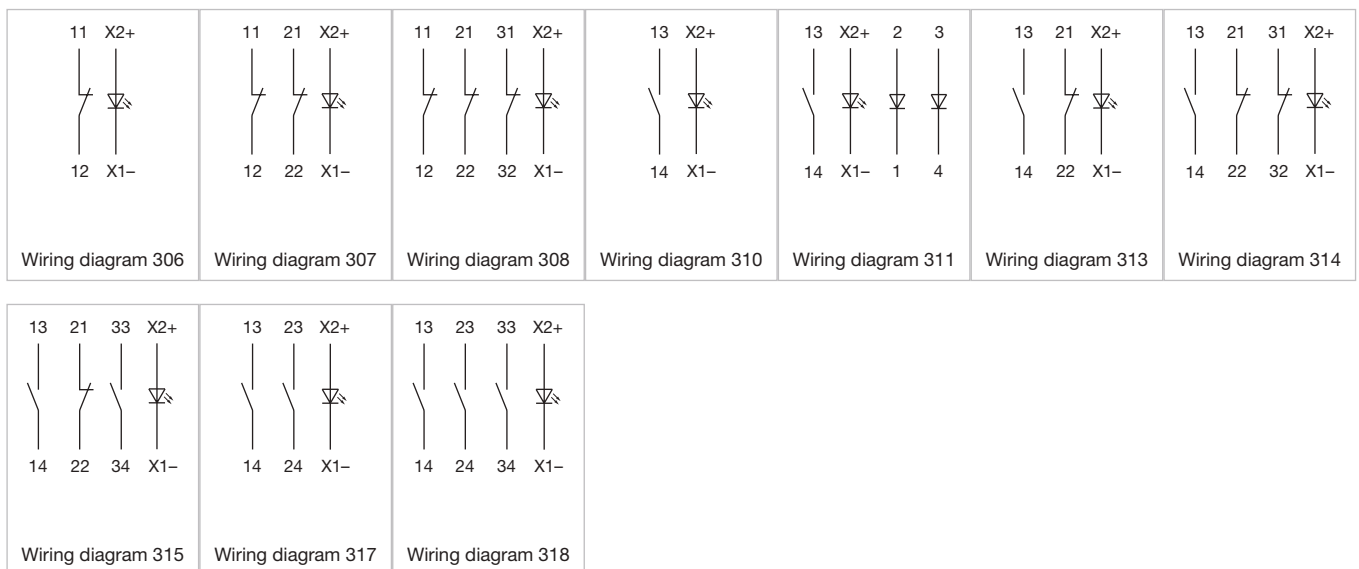 11 X2+ 11 21 X2+ 11 21 31 X2+ 13 X2+ 13 X2+ 2 3 13 21 X2+ 13 21 31 X2+
12 X1– 12 22 X1– 12 22 32 X1– 14 X1– 14 X1– 1 4 14 22 X1– 14 22 32 X1–
Wiring diagram 306 Wiring diagram 307 Wiring diagram 308 Wiring diagram 310 Wiring diagram 311 Wiring diagram 313 Wiring diagram 314
13 21 33 X2+ 13 23 X2+ 13 23 33 X2+
14 22 34 X1– 14 24 X1– 14 24 34 X1–
Wiring diagram 315 Wiring diagram 317 Wiring diagram 318